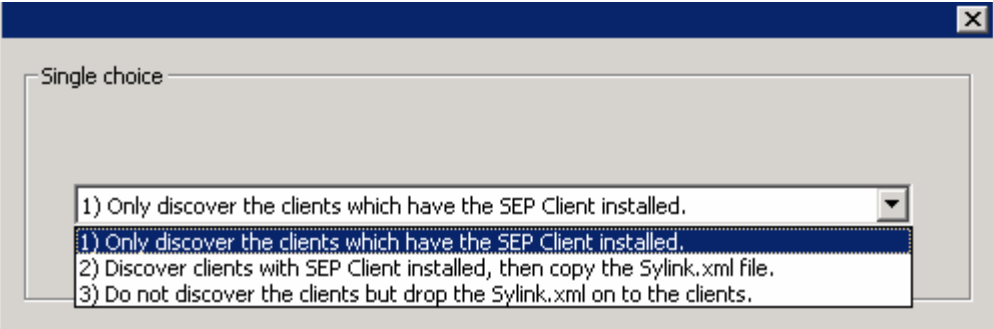 Single choice
1) Only discover the clients which have the SEP Client installed.
1) Only discover the clients which have the SEP Client installed.
2) Discover clients with SEP Client installed, then copy the Sylink.xml file.
3) Do not discover the clients but drop the Sylink.xml on to the clients.